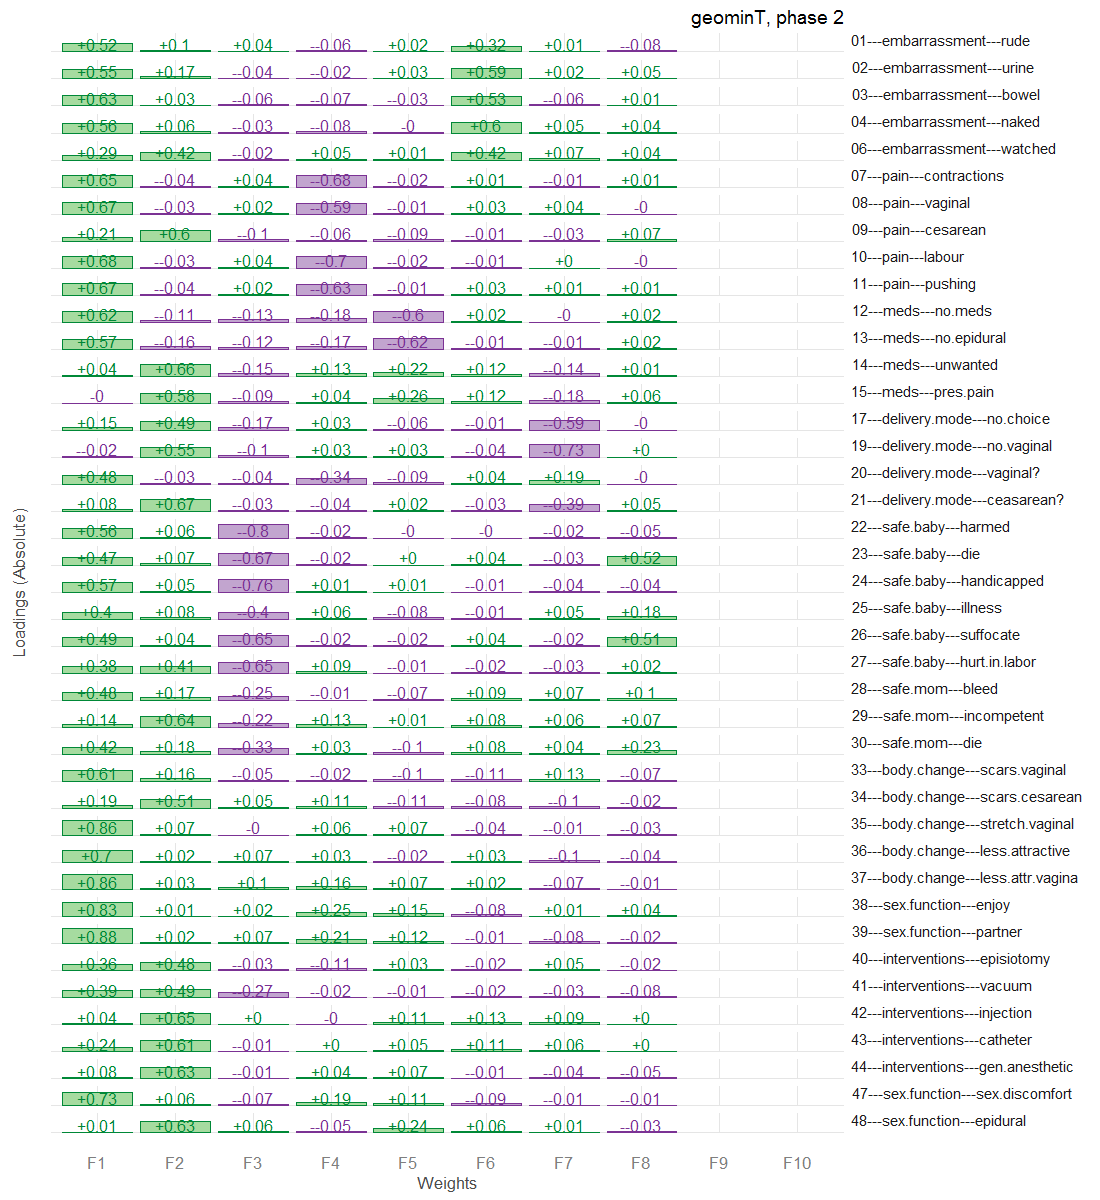 geominT, phase 2
+0.52 +0.1 +0.04 --0.06 +0.02 +0.32 +0.01 --0.08 01---embarrassment---rude
+0.55 +0.17 --0.04 --0.02 +0.03 +0.59 +0.02 +0.05 02---embarrassment---urine
+0.63 +0.03 --0.06 --0.07 --0.03 +0.53 --0.06 +0.01 03---embarrassment---bowel
+0.56 +0.06 --0.03 --0.08 -0 +0.6 +0.05 +0.04 04---embarrassment---naked
+0.29 +0.42 --0.02 +0.05 +0.01 +0.42 +0.07 +0.04 06---embarrassment---watched
+0.65 --0.04 +0.04 --0.68 --0.02 +0.01 --0.01 +0.01 07---pain---contractions
+0.67 --0.03 +0.02 --0.59 --0.01 +0.03 +0.04 -0 08---pain---vaginal
+0.21 +0.6 --0.1 --0.06 --0.09 --0.01 --0.03 +0.07 09---pain---cesarean
+0.68 --0.03 +0.04 --0.7 --0.02 --0.01 +0 -0 10---pain---labour
+0.67 --0.04 +0.02 --0.63 --0.01 +0.03 +0.01 +0.01 11---pain---pushing
+0.62 --0.11 --0.13 --0.18 --0.6 +0.02 -0 +0.02 12---meds---no.meds
+0.57 --0.16 --0.12 --0.17 --0.62 --0.01 --0.01 +0.02 13---meds---no.epidural
+0.04 +0.66 --0.15 +0.13 +0.22 +0.12 --0.14 +0.01 14---meds---unwanted
-0 +0.58 --0.09 +0.04 +0.26 +0.12 --0.18 +0.06 15---meds---pres.pain
+0.15 +0.49 --0.17 +0.03 --0.06 --0.01 --0.59 -0 17---delivery.mode---no.choice
--0.02 +0.55 --0.1 +0.03 +0.03 --0.04 --0.73 +0 19---delivery.mode---no.vaginal
+0.48 --0.03 --0.04 --0.34 --0.09 +0.04 +0.19 -0 20---delivery.mode---vaginal?
+0.08 +0.67 --0.03 --0.04 +0.02 --0.03 --0.39 +0.05 21---delivery.mode---ceasarean?
+0.56 +0.06 --0.8 --0.02 -0 -0 --0.02 --0.05 22---safe.baby---harmed
+0.47 +0.07 --0.67 --0.02 +0 +0.04 --0.03 +0.52 23---safe.baby---die
+0.57 +0.05 --0.76 +0.01 +0.01 --0.01 --0.04 --0.04 24---safe.baby---handicapped
+0.4 +0.08 --0.4 +0.06 --0.08 --0.01 +0.05 +0.18 25---safe.baby---illness
+0.49 +0.04 --0.65 --0.02 --0.02 +0.04 --0.02 +0.51 26---safe.baby---suffocate
+0.38 +0.41 --0.65 +0.09 --0.01 --0.02 --0.03 +0.02 27---safe.baby---hurt.in.labor
+0.48 +0.17 --0.25 --0.01 --0.07 +0.09 +0.07 +0.1 28---safe.mom---bleed
+0.14 +0.64 --0.22 +0.13 +0.01 +0.08 +0.06 +0.07 29---safe.mom---incompetent
+0.42 +0.18 --0.33 +0.03 --0.1 +0.08 +0.04 +0.23 30---safe.mom---die
+0.61 +0.16 --0.05 --0.02 --0.1 --0.11 +0.13 --0.07 33---body.change---scars.vaginal
+0.19 +0.51 +0.05 +0.11 --0.11 --0.08 --0.1 --0.02 34---body.change---scars.cesarean
+0.86 +0.07 -0 +0.06 +0.07 --0.04 --0.01 --0.03 35---body.change---stretch.vaginal
+0.7 +0.02 +0.07 +0.03 --0.02 +0.03 --0.1 --0.04 36---body.change---less.attractive
+0.86 +0.03 +0.1 +0.16 +0.07 +0.02 --0.07 --0.01 37---body.change---less.attr.vagina
+0.83 +0.01 +0.02 +0.25 +0.15 --0.08 +0.01 +0.04 38---sex.function---enjoy
+0.88 +0.02 +0.07 +0.21 +0.12 --0.01 --0.08 --0.02 39---sex.function---partner
+0.36 +0.48 --0.03 --0.11 +0.03 --0.02 +0.05 --0.02 40---interventions---episiotomy
+0.39 +0.49 --0.27 --0.02 --0.01 --0.02 --0.03 --0.08 41---interventions---vacuum
+0.04 +0.65 +0 -0 +0.11 +0.13 +0.09 +0 42---interventions---injection
+0.24 +0.61 --0.01 +0 +0.05 +0.11 +0.06 +0 43---interventions---catheter
+0.08 +0.63 --0.01 +0.04 +0.07 --0.01 --0.04 --0.05 44---interventions---gen.anesthetic
+0.73 +0.06 --0.07 +0.19 +0.11 --0.09 --0.01 --0.01 47---sex.function---sex.discomfort
+0.01 +0.63 +0.06 --0.05 +0.24 +0.06 +0.01 --0.03 48---sex.function---epidural
F1 F2 F3 F4 F5 F6 F7 F8 F9 F10
Weights
Loadings (Absolute)